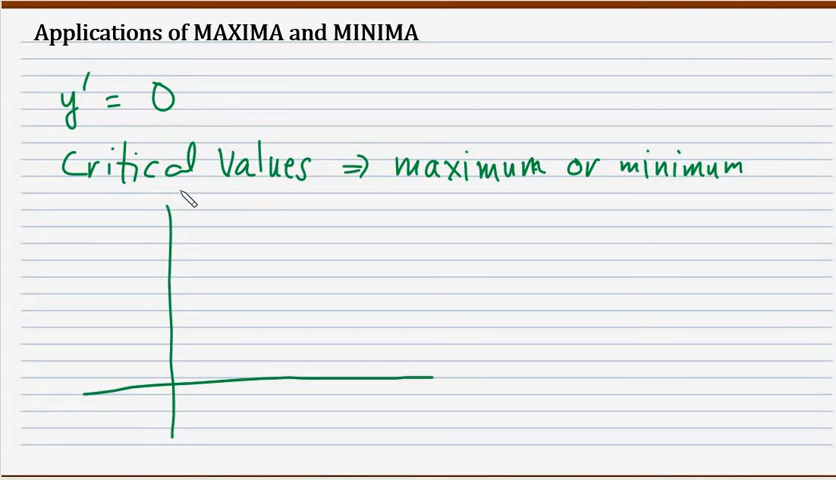 Applications of MAXIMA and MINIMA
y' = 0
Critical Values ⇒ maximum or minimum